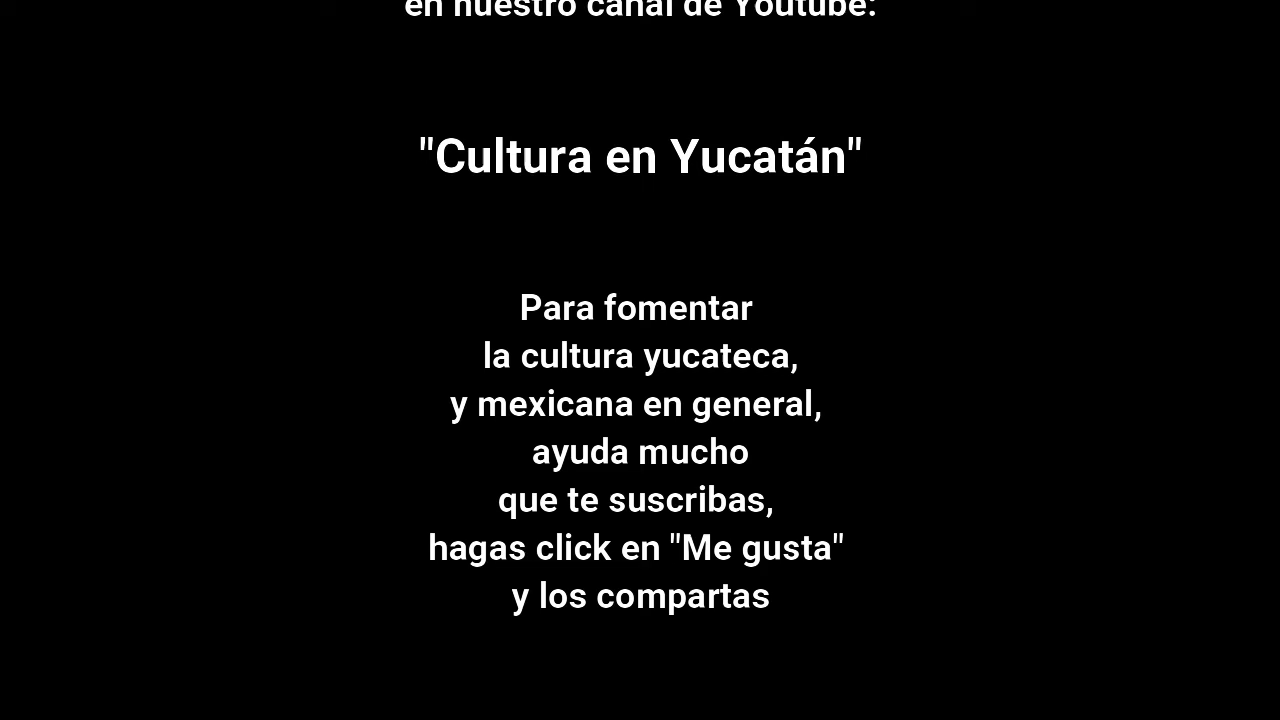 en nuestro canal de Youtube:
"Cultura en Yucatán"
Para fomentar
la cultura yucateca,
y mexicana en general,
ayuda mucho
que te suscribas,
hagas click en "Me gusta"
y los compartas